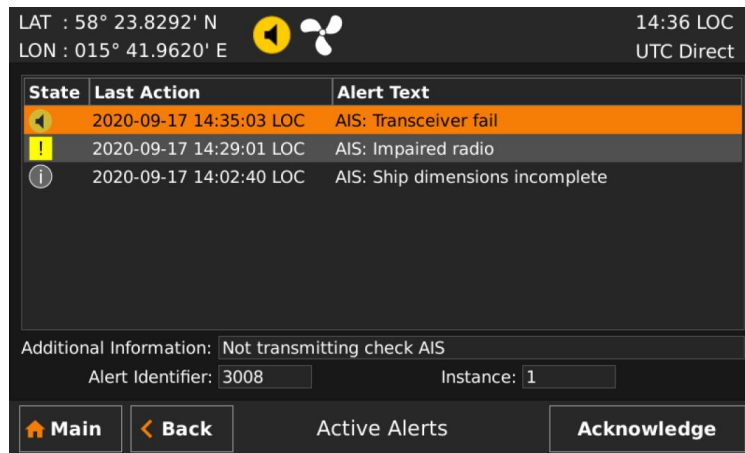 LAT : 58° 23.8292' N
LON : 015° 41.9620' E
14:36 LOC
UTC Direct
State Last Action Alert Text
2020-09-17 14:35:03 LOC AIS: Transceiver fail
! 2020-09-17 14:29:01 LOC AIS: Impaired radio
i 2020-09-17 14:02:40 LOC AIS: Ship dimensions incomplete
Additional Information: Not transmitting check AIS
Alert Identifier: 3008 Instance: 1
Main Back Active Alerts Acknowledge